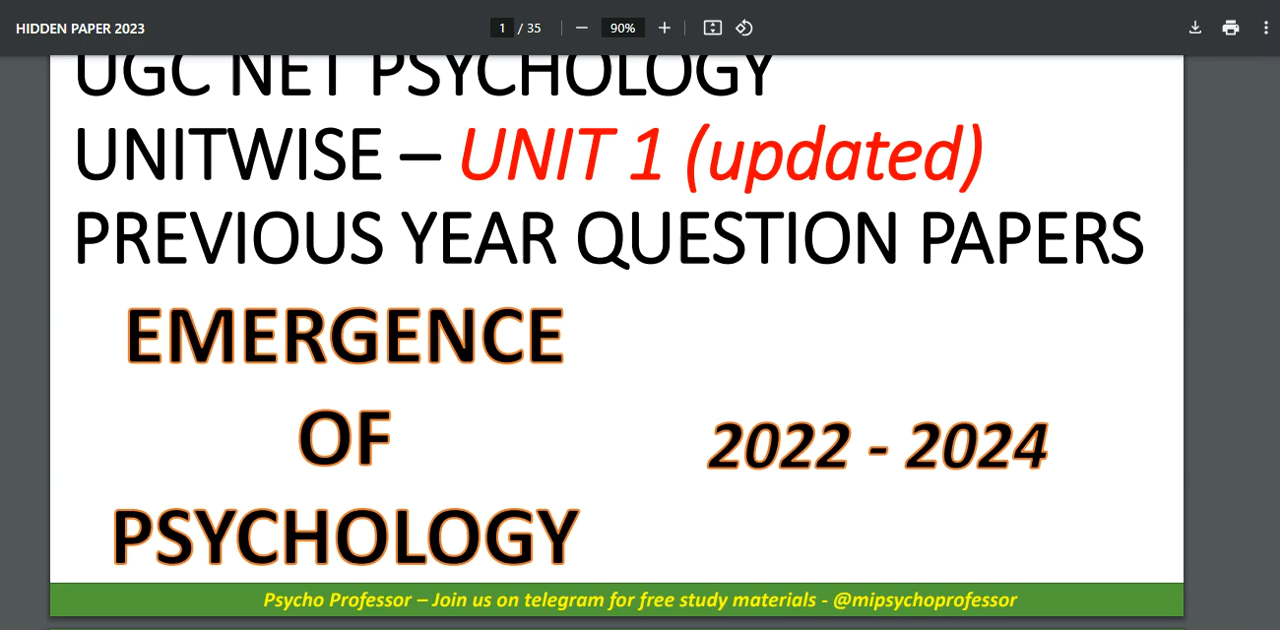 HIDDEN PAPER 2023
1 / 35
90%
UGC NET PSYCHOLOGY
UNITWISE – UNIT 1 (updated)
PREVIOUS YEAR QUESTION PAPERS
EMERGENCE
OF
PSYCHOLOGY
2022 - 2024
Psycho Professor – Join us on telegram for free study materials - @mipsychoprofessor